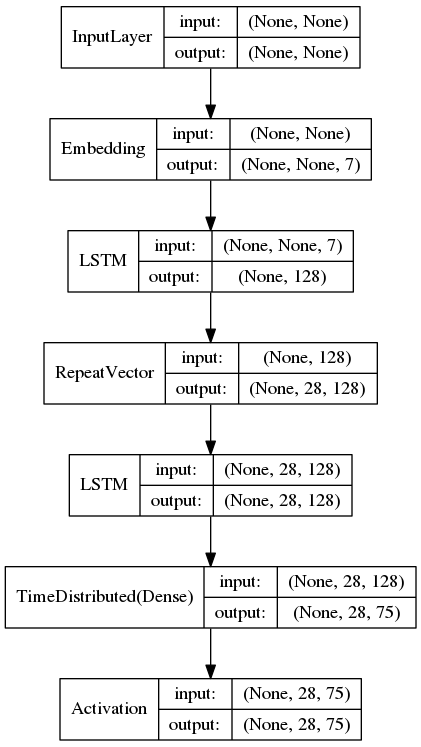 InputLayer
input: (None, None)
output: (None, None)
Embedding
input: (None, None)
output: (None, None, 7)
LSTM
input: (None, None, 7)
output: (None, 128)
RepeatVector
input: (None, 128)
output: (None, 28, 128)
LSTM
input: (None, 28, 128)
output: (None, 28, 128)
TimeDistributed(Dense)
input: (None, 28, 128)
output: (None, 28, 75)
Activation
input: (None, 28, 75)
output: (None, 28, 75)